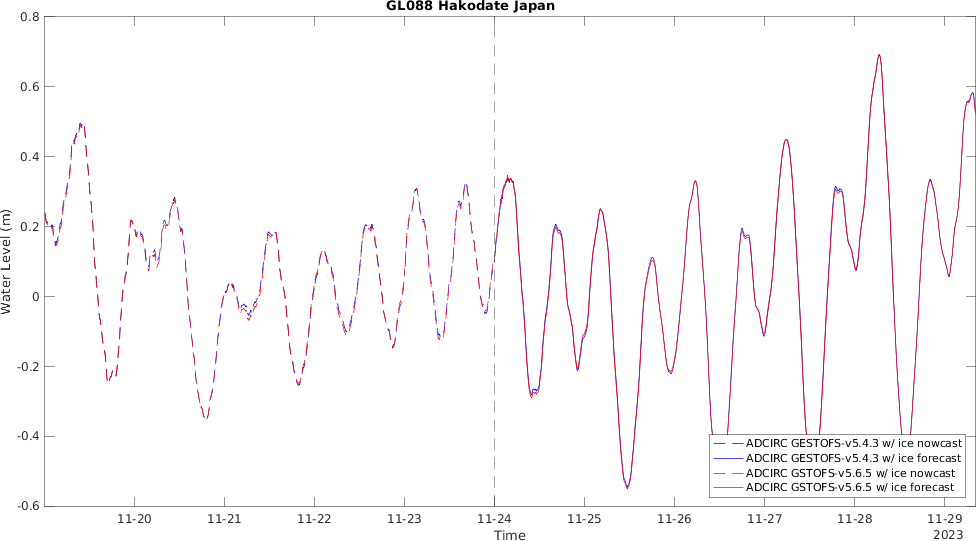 GL088 Hakodate Japan
Water Level (m)
0.8
0.6
0.4
0.2
0
-0.2
-0.4
-0.6
ADCIRC GESTOFS-v5.4.3 w/ ice nowcast
ADCIRC GESTOFS-v5.4.3 w/ ice forecast
ADCIRC GSTOFS-v5.6.5 w/ ice nowcast
ADCIRC GSTOFS-v5.6.5 w/ ice forecast
11-20 11-21 11-22 11-23 11-24 11-25 11-26 11-27 11-28 11-29
Time 2023